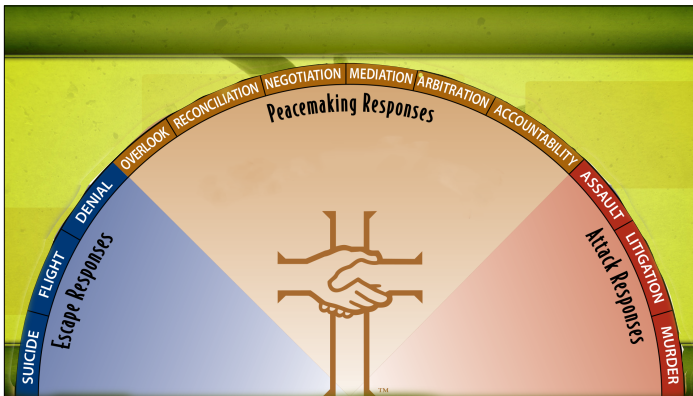 SUICIDE
FLIGHT
DENIAL
OVERLOOK
RECONCILIATION
NEGOTIATION
MEDIATION
ARBITRATION
ACCOUNTABILITY
ASSAULT
LITIGATION
MURDER
Escape Responses
Peacemaking Responses
Attack Responses
™